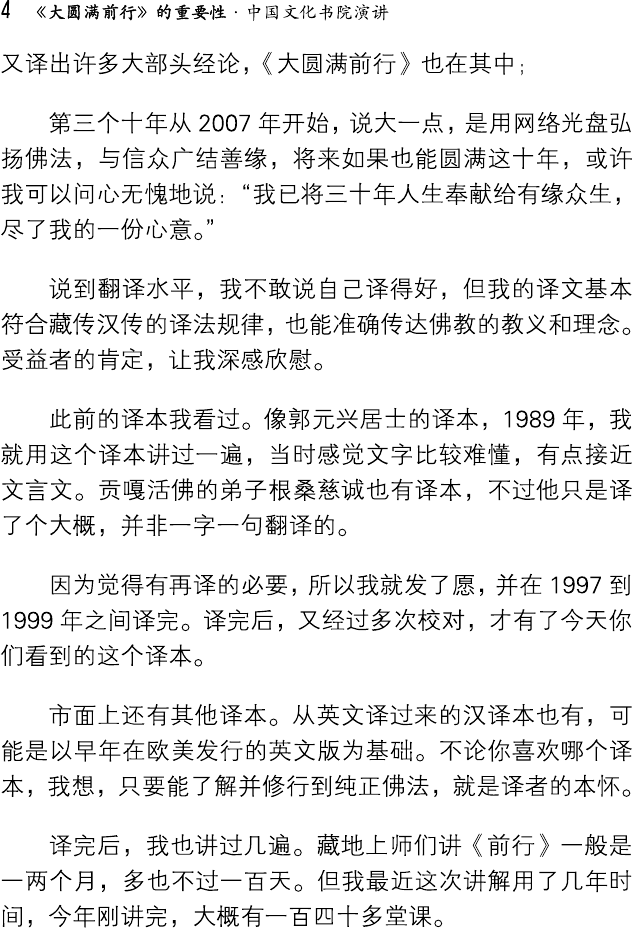 4 《大圆满前行》的重要性·中国文化书院演讲
又译出许多大部头经论，《大圆满前行》也在其中；
第三个十年从 2007 年开始，说大一点，是用网络光盘弘
扬佛法，与信众广结善缘，将来如果也能圆满这十年，或许
我可以问心无愧地说：“我已将三十年人生奉献给有缘众生，
尽了我的一份心意。”
说到翻译水平，我不敢说自己译得好，但我的译文基本
符合藏传汉传的译法规律，也能准确传达佛教的教义和理念。
受益者的肯定，让我深感欣慰。
此前的译本我看过。像郭元兴居士的译本，1989 年，我
就用这个译本讲过一遍，当时感觉文字比较难懂，有点接近
文言文。贡嘎活佛的弟子根桑慈诚也有译本，不过他只是译
了个大概，并非一字一句翻译的。
因为觉得有再译的必要，所以我就发了愿，并在 1997 到
1999 年之间译完。译完后，又经过多次校对，才有了今天你
们看到的这个译本。
市面上还有其他译本。从英文译过来的汉译本也有，可
能是以早年在欧美发行的英文版为基础。不论你喜欢哪个译
本，我想，只要能了解并修行到纯正佛法，就是译者的本怀。
译完后，我也讲过几遍。藏地上师们讲《前行》一般是
一两个月，多也不过一百天。但我最近这次讲解用了几年时
间，今年刚讲完，大概有一百四十多堂课。